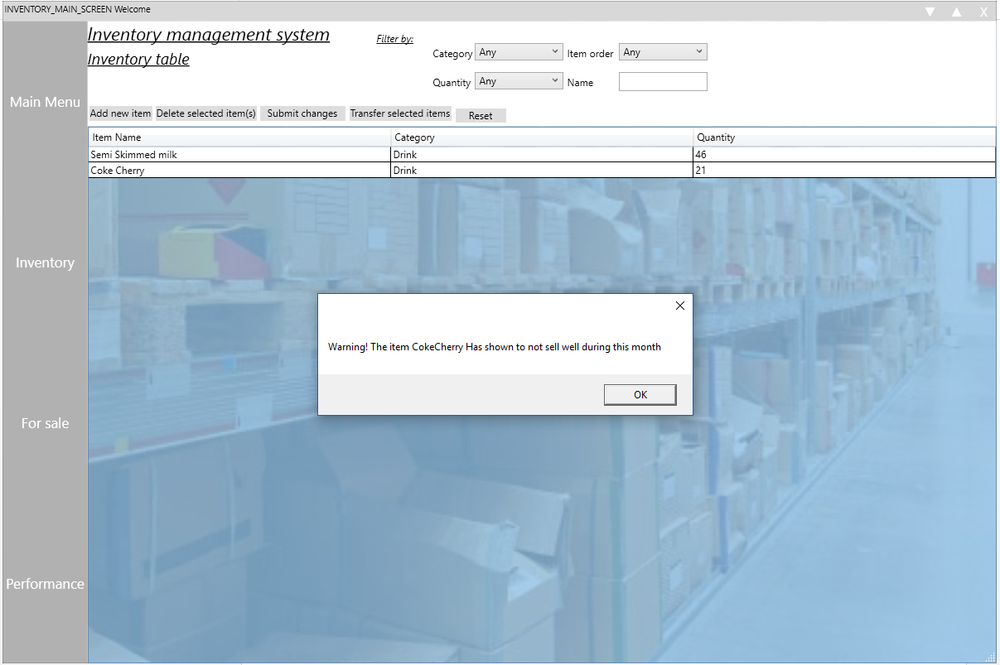 INVENTORY_MAIN_SCREEN Welcome
X
Inventory management system
Inventory table
Filter by:
Category Any Item order Any
Quantity Any Name
Main Menu
Inventory
For sale
Performance
Add new item Delete selected item(s) Submit changes Transfer selected items Reset
Item Name Category Quantity
Semi Skimmed milk Drink 46
Coke Cherry Drink 21
Warning! The item CokeCherry Has shown to not sell well during this month
OK